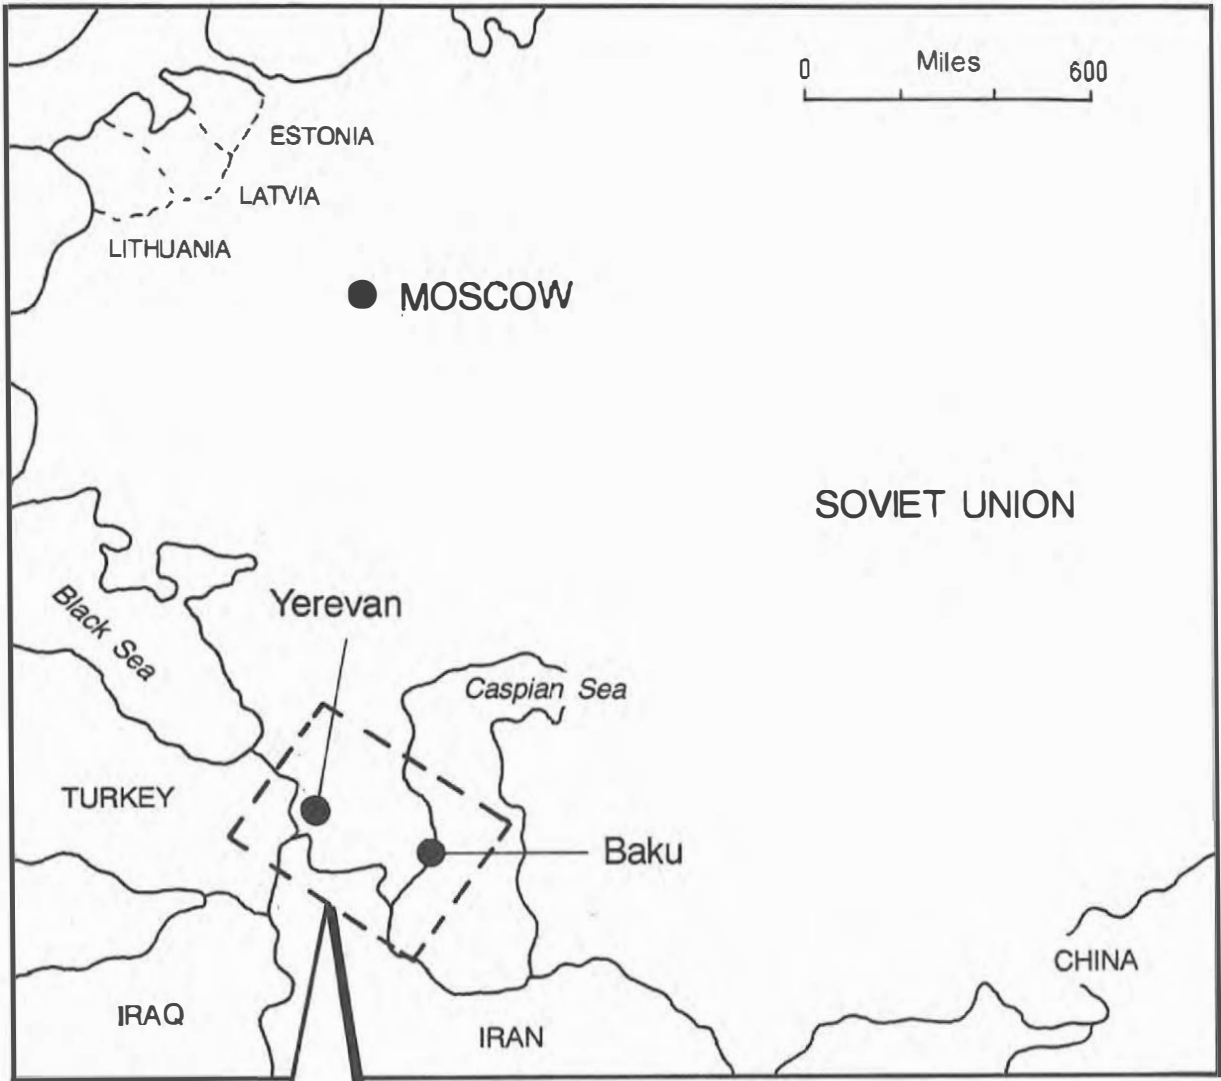 Miles
0 600
ESTONIA
LATVIA
LITHUANIA
MOSCOW
SOVIET UNION
Yerevan
Black Sea
Caspian Sea
TURKEY
Baku
CHINA
IRAQ
IRAN